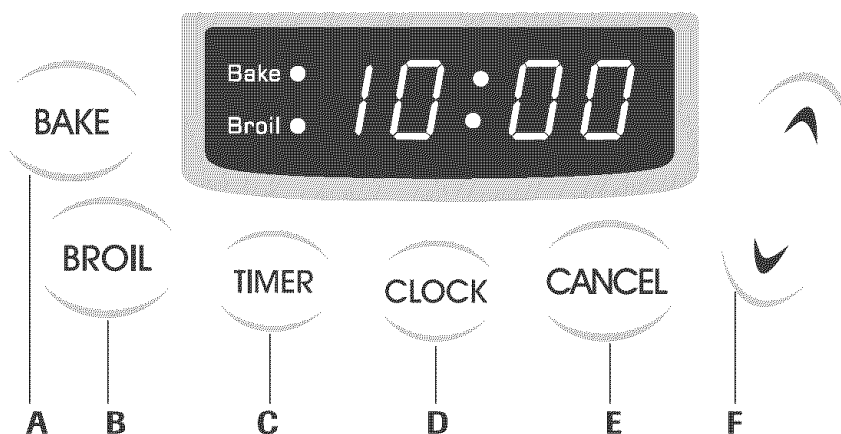 Bake
10:00
Broil
BAKE
BROIL
TIMER
CLOCK
CANCEL
A B C D E F